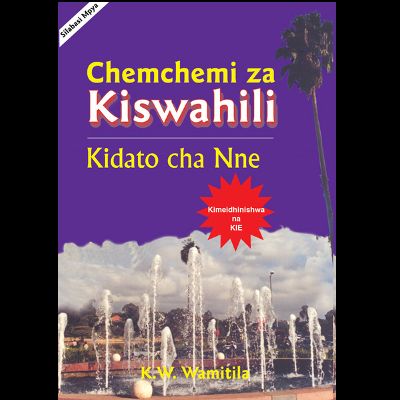 Silabasi Mpya
Chemchemi za
Kiswahili
Kidato cha Nne
Kimeidhinishwa
na
KIE
K.W. Wamitila